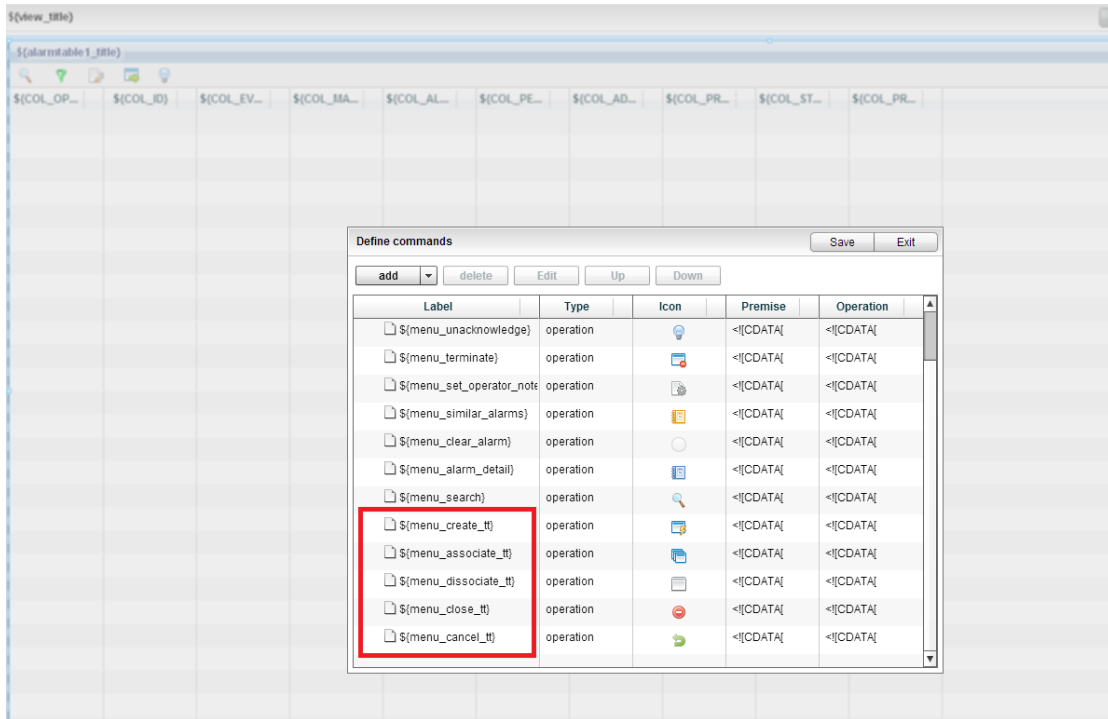 ${view_title}
${alarmtable1_title}
${COL_OP... ${COL_ID} ${COL_EV... ${COL_MA... ${COL_AL... ${COL_PE... ${COL_AD... ${COL_PR... ${COL_ST... ${COL_PR...
Define commands Save Exit
add delete Edit Up Down
Label Type Icon Premise Operation
${menu_unacknowledge} operation <![CDATA[ <![CDATA[
${menu_terminate} operation <![CDATA[ <![CDATA[
${menu_set_operator_note operation <![CDATA[ <![CDATA[
${menu_similar_alarms} operation <![CDATA[ <![CDATA[
${menu_clear_alarm} operation <![CDATA[ <![CDATA[
${menu_alarm_detail} operation <![CDATA[ <![CDATA[
${menu_search} operation <![CDATA[ <![CDATA[
${menu_create_tt} operation <![CDATA[ <![CDATA[
${menu_associate_tt} operation <![CDATA[ <![CDATA[
${menu_dissociate_tt} operation <![CDATA[ <![CDATA[
${menu_close_tt} operation <![CDATA[ <![CDATA[
${menu_cancel_tt} operation <![CDATA[ <![CDATA[